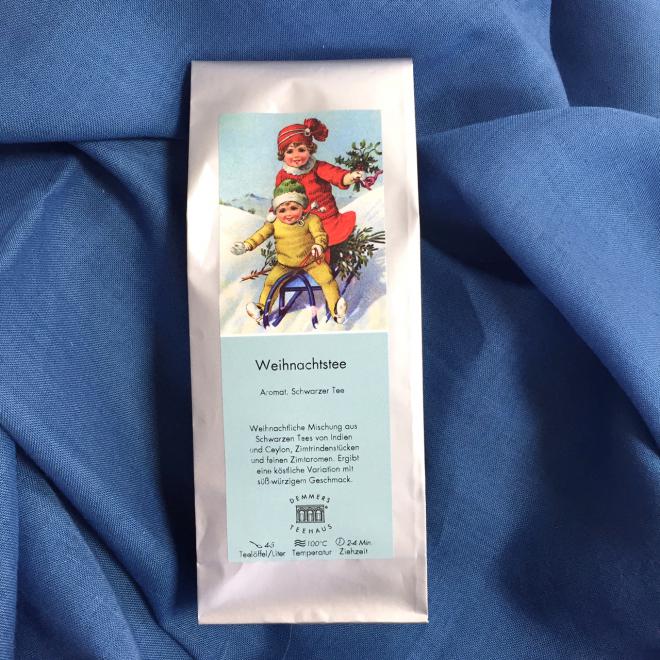 Weihnachtstee
Aromat. Schwarzer Tee
Weihnachtliche Mischung aus
Schwarzen Tees von Indien
und Ceylon, Zimtrindenstücken
und feinen Zimtaromen. Ergibt
eine köstliche Variation mit
süß-würzigem Geschmack.
DEMMERS
TEEHAUS
4-5 100°C 2-4 Min.
Teelöffel/Liter Temperatur Ziehzeit